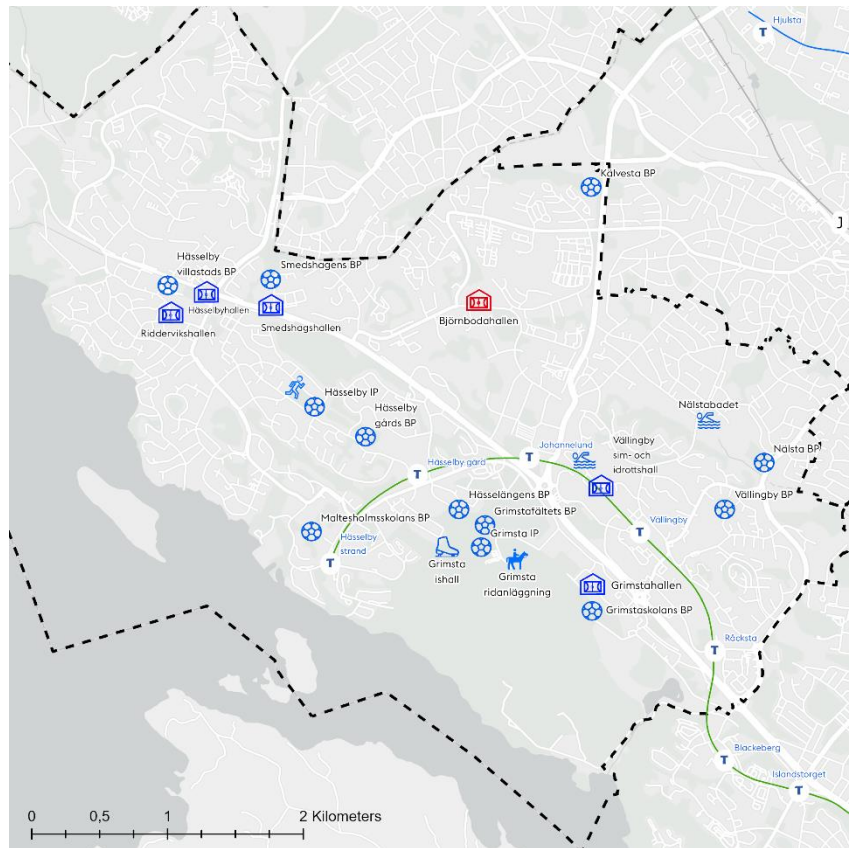 Hjulsta
T
Kälvesta BP
J
Hässelby
villastads BP
Smedshagens BP
Hässelbyhallen
Riddervikshallen
Smedshagshallen
Björnbodahallen
Hässelby IP
Hässelby
gårds BP
Nälstabadet
Vällingby
sim- och
idrottshall
Johannelund
T
Nälsta BP
Hässelby gård
T
Hässelängens BP
Grimstafältets BP
Vällingby BP
Maltesholmsskolans BP
Grimsta IP
Vällingby
T
Hässelby
strand
T
Grimsta
ishall
Grimsta
ridanläggning
Grimstahallen
Grimstaskolans BP
Råcksta
T
Blackeberg
T
Islandstorget
T
0
0,5
1
2 Kilometers